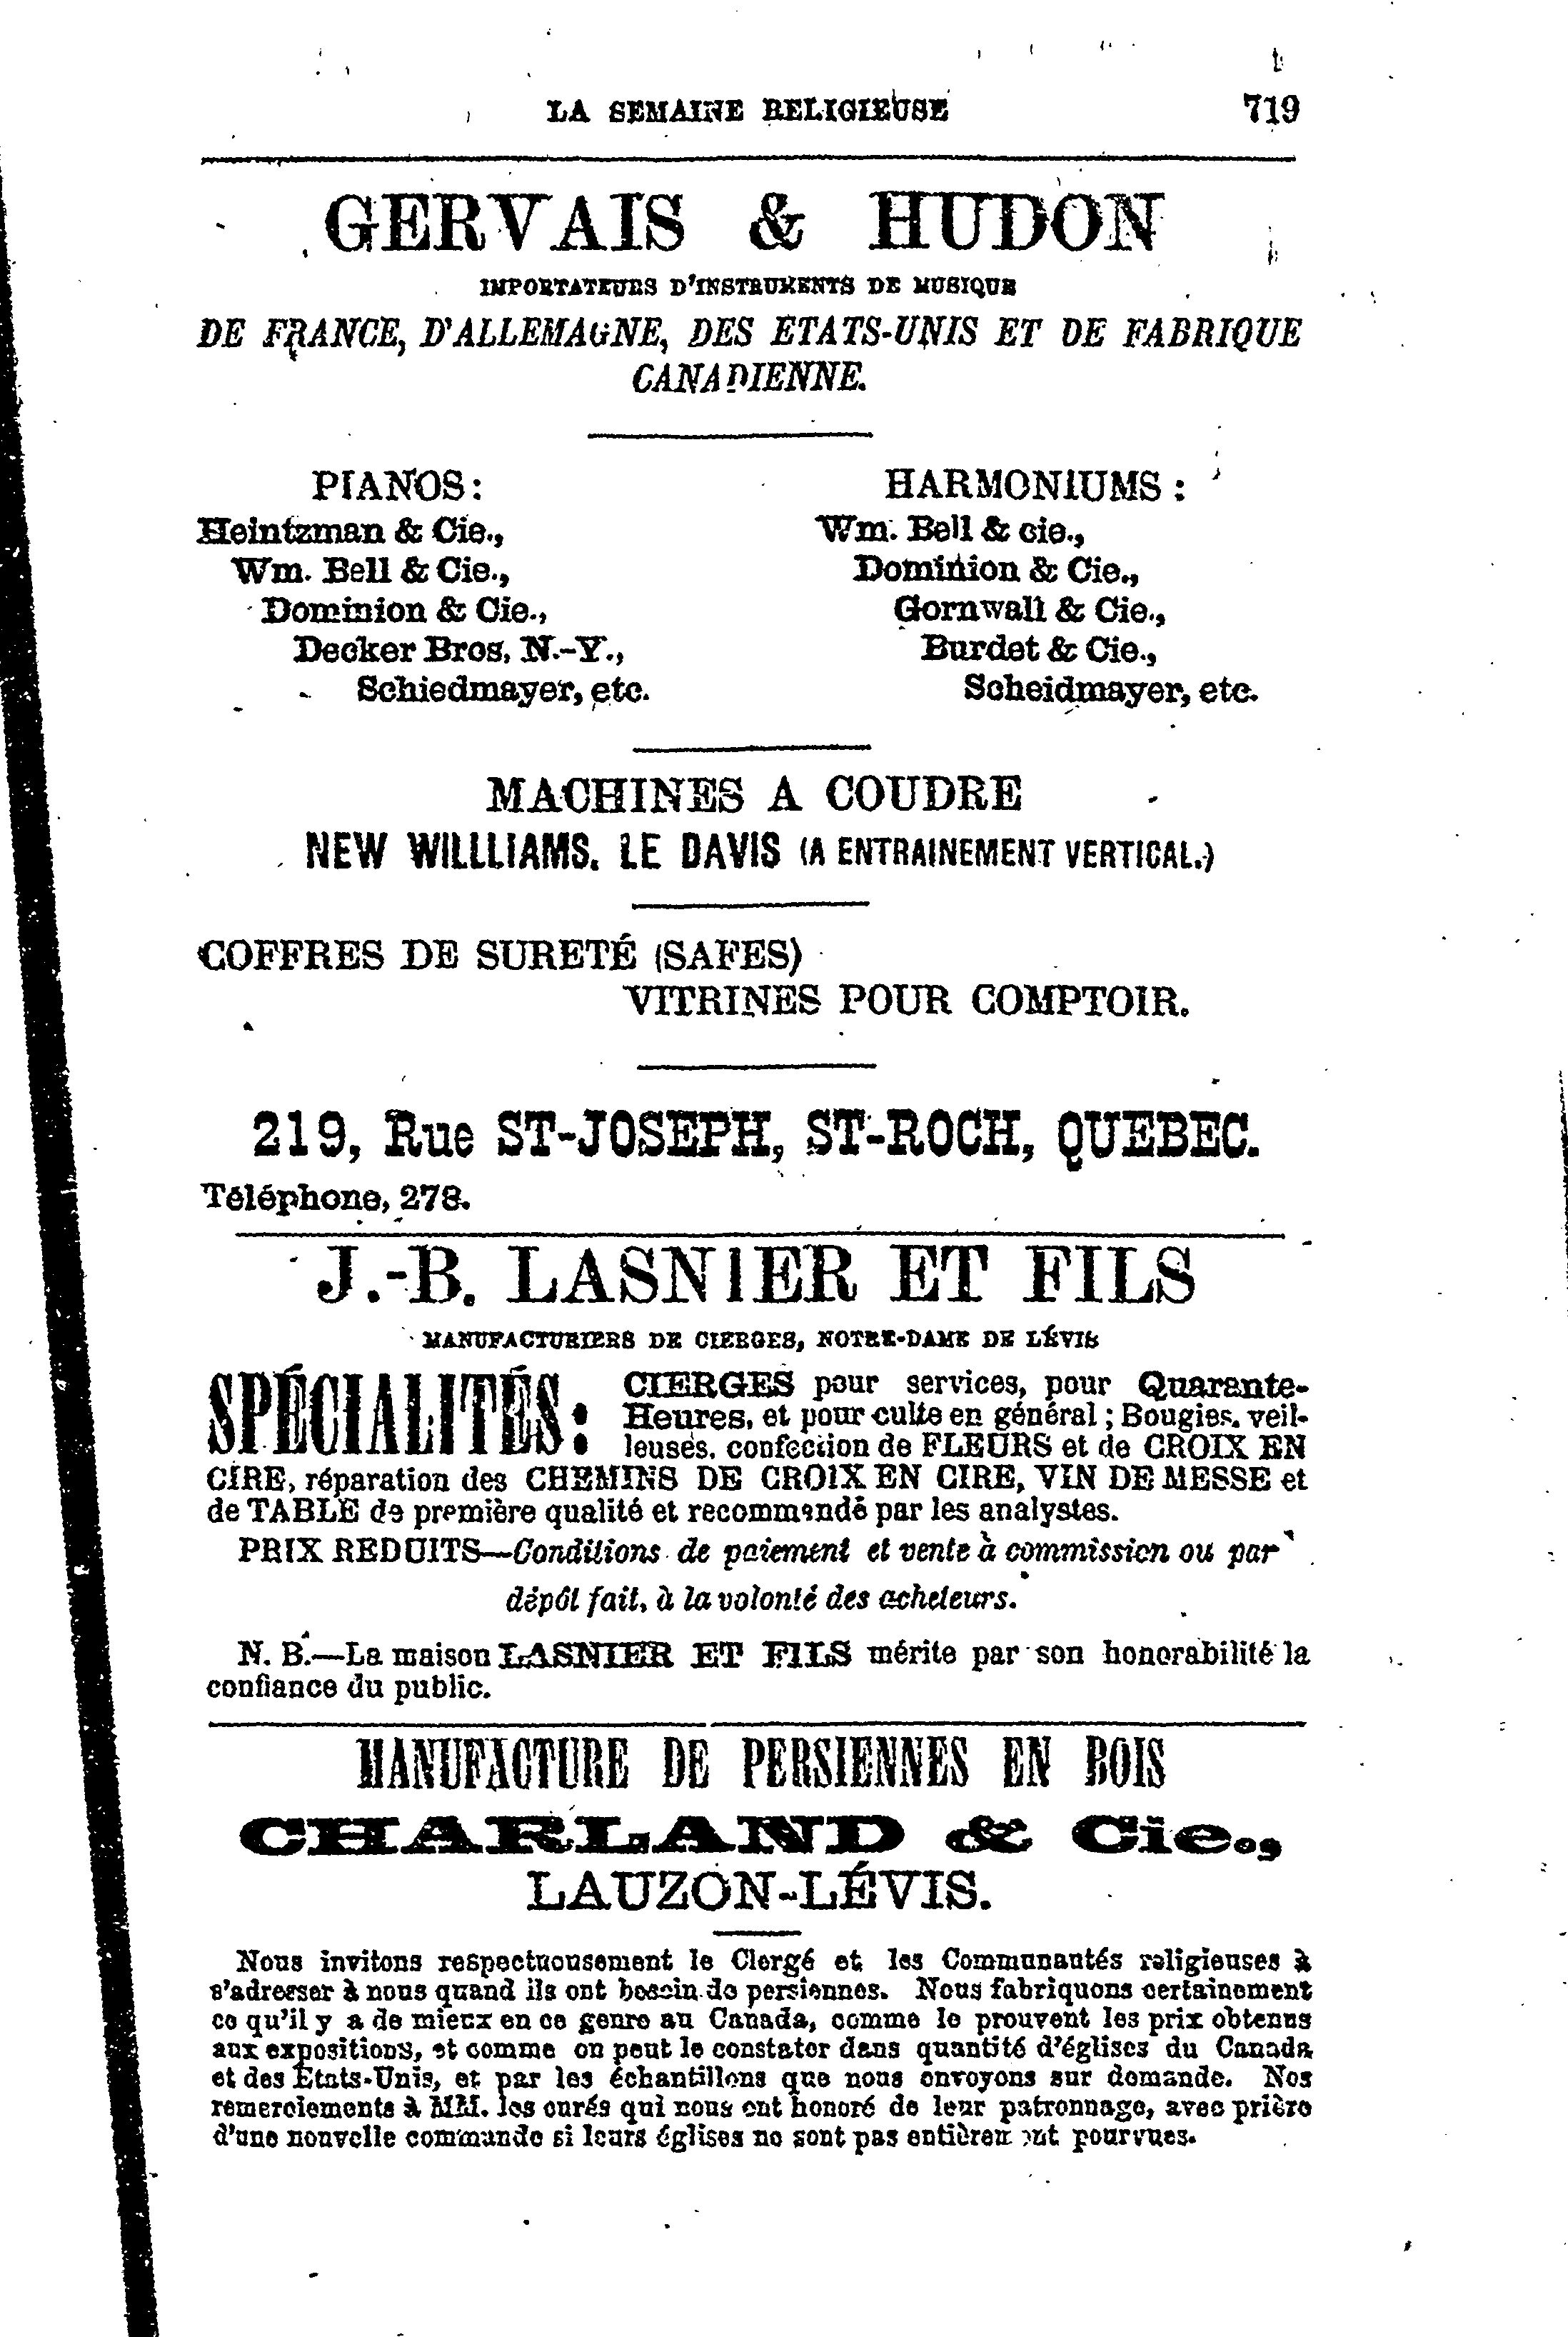 LA SEMAINE RELIGIEUSE 719
GERVAIS & HUDON
IMPORTATEURS D'INSTRUMENTS DE MUSIQUE
DE FRANCE, D'ALLEMAGNE, DES ETATS-UNIS ET DE FABRIQUE
CANADIENNE.
PIANOS:
Heintzman & Cie.,
Wm. Bell & Cie.,
Dominion & Cie.,
Decker Bros, N.-Y.,
Schiedmayer, etc.
HARMONIUMS :
Wm. Bell & cie.,
Dominion & Cie.,
Gornwall & Cie.,
Burdet & Cie.,
Scheidmayer, etc.
MACHINES A COUDRE
NEW WILLLIAMS. LE DAVIS (A ENTRAINEMENT VERTICAL.)
COFFRES DE SURETÉ (SAFES)
VITRINES POUR COMPTOIR.
219, Rue ST-JOSEPH, ST-ROCH, QUEBEC.
Téléphone, 278.
J.-B. LASNIER ET FILS
MANUFACTURIERS DE CIERGES, NOTRE-DAME DE LÉVIS
SPÉCIALITÉS: CIERGES pour services, pour Quarante-
Heures, et pour culte en général ; Bougies, veil-
leuses, confection de FLEURS et de CROIX EN
CIRE, réparation des CHEMINS DE CROIX EN CIRE, VIN DE MESSE et
de TABLE de première qualité et recommandé par les analystes.
PRIX REDUITS—Conditions de paiement et vente à commission ou par
dépôt fait, à la volonté des acheteurs.
N. B.—La maison LASNIER ET FILS mérite par son honorabilité la
confiance du public.
MANUFACTURE DE PERSIENNES EN BOIS
CHARLAND & Cie.,
LAUZON-LÉVIS.
Nous invitons respectuousement le Clergé et les Communautés religieuses à
s'adresser à nous quand ils ont besoin de persiennes. Nous fabriquons certainement
ce qu'il y a de mieux en ce genre au Canada, comme le prouvent les prix obtenus
aux expositions, et comme on peut le constater dans quantité d'églises du Canada
et des Etats-Unis, et par les échantillons que nous envoyons sur demande. Nos
remerciements à MM. les curés qui nous ont honoré de leur patronnage, avec prière
d'une nouvelle commande si leurs églises ne sont pas entièrement pourvues.